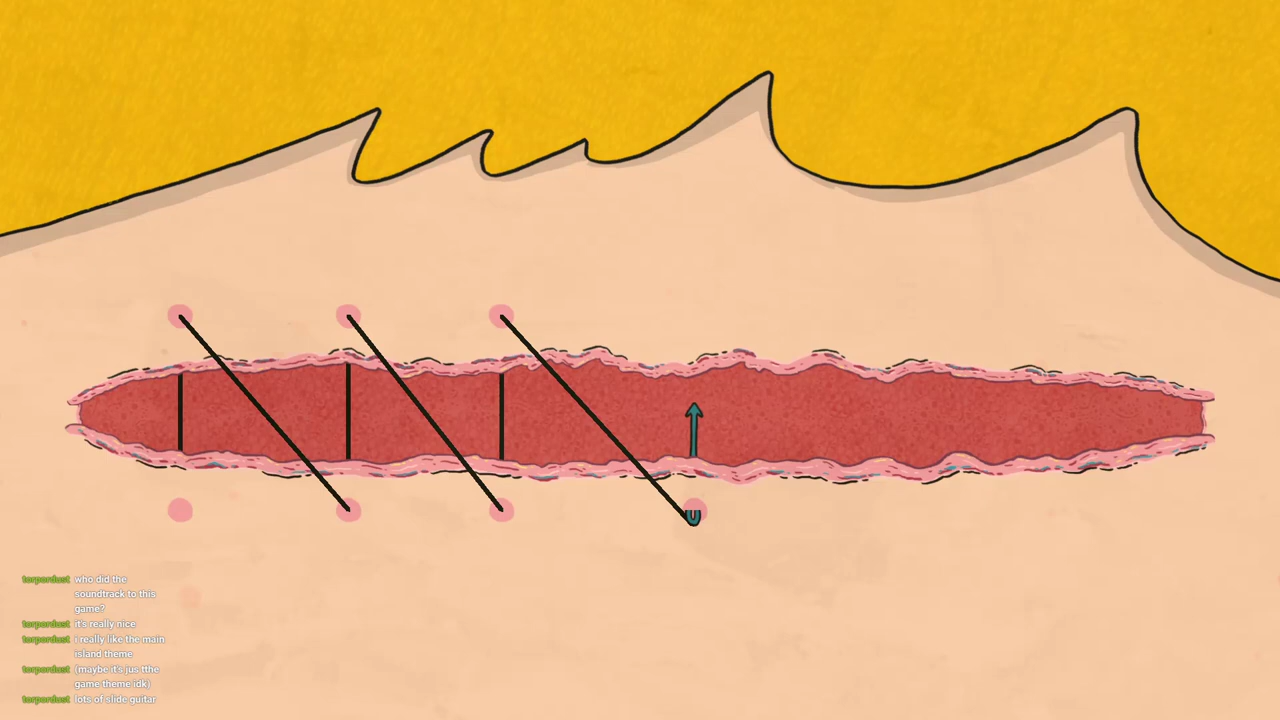 torpordust who did the
soundtrack to this
game?
torpordust it's really nice
torpordust i really like the main
island theme
torpordust (maybe it's jus tthe
game theme idk)
torpordust lots of slide guitar